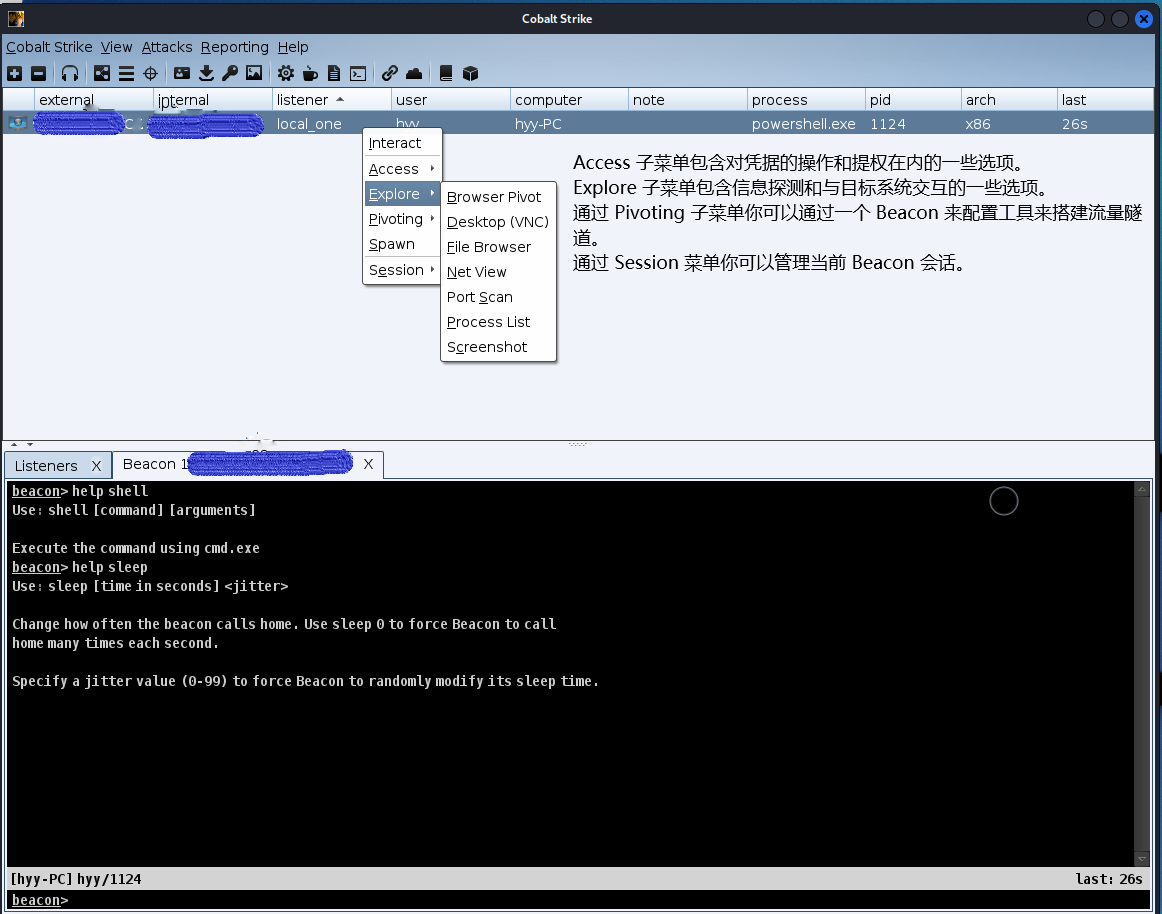 Cobalt Strike
Cobalt Strike View Attacks Reporting Help
external internal listener user computer note process pid arch last
local_one hyy hyy-PC powershell.exe 1124 x86 26s
Interact
Access
Explore
Pivoting
Spawn
Session
Browser Pivot
Desktop (VNC)
File Browser
Net View
Port Scan
Process List
Screenshot
Access 子菜单包含对凭据的操作和提权在内的一些选项。
Explore 子菜单包含信息探测和与目标系统交互的一些选项。
通过 Pivoting 子菜单你可以通过一个 Beacon 来配置工具来搭建流量隧
道。
通过 Session 菜单你可以管理当前 Beacon 会话。
Listeners X Beacon 1 X
beacon> help shell
Use: shell [command] [arguments]
Execute the command using cmd.exe
beacon> help sleep
Use: sleep [time in seconds] <jitter>
Change how often the beacon calls home. Use sleep 0 to force Beacon to call
home many times each second.
Specify a jitter value (0-99) to force Beacon to randomly modify its sleep time.
[hyy-PC] hyy/1124 last: 26s
beacon>